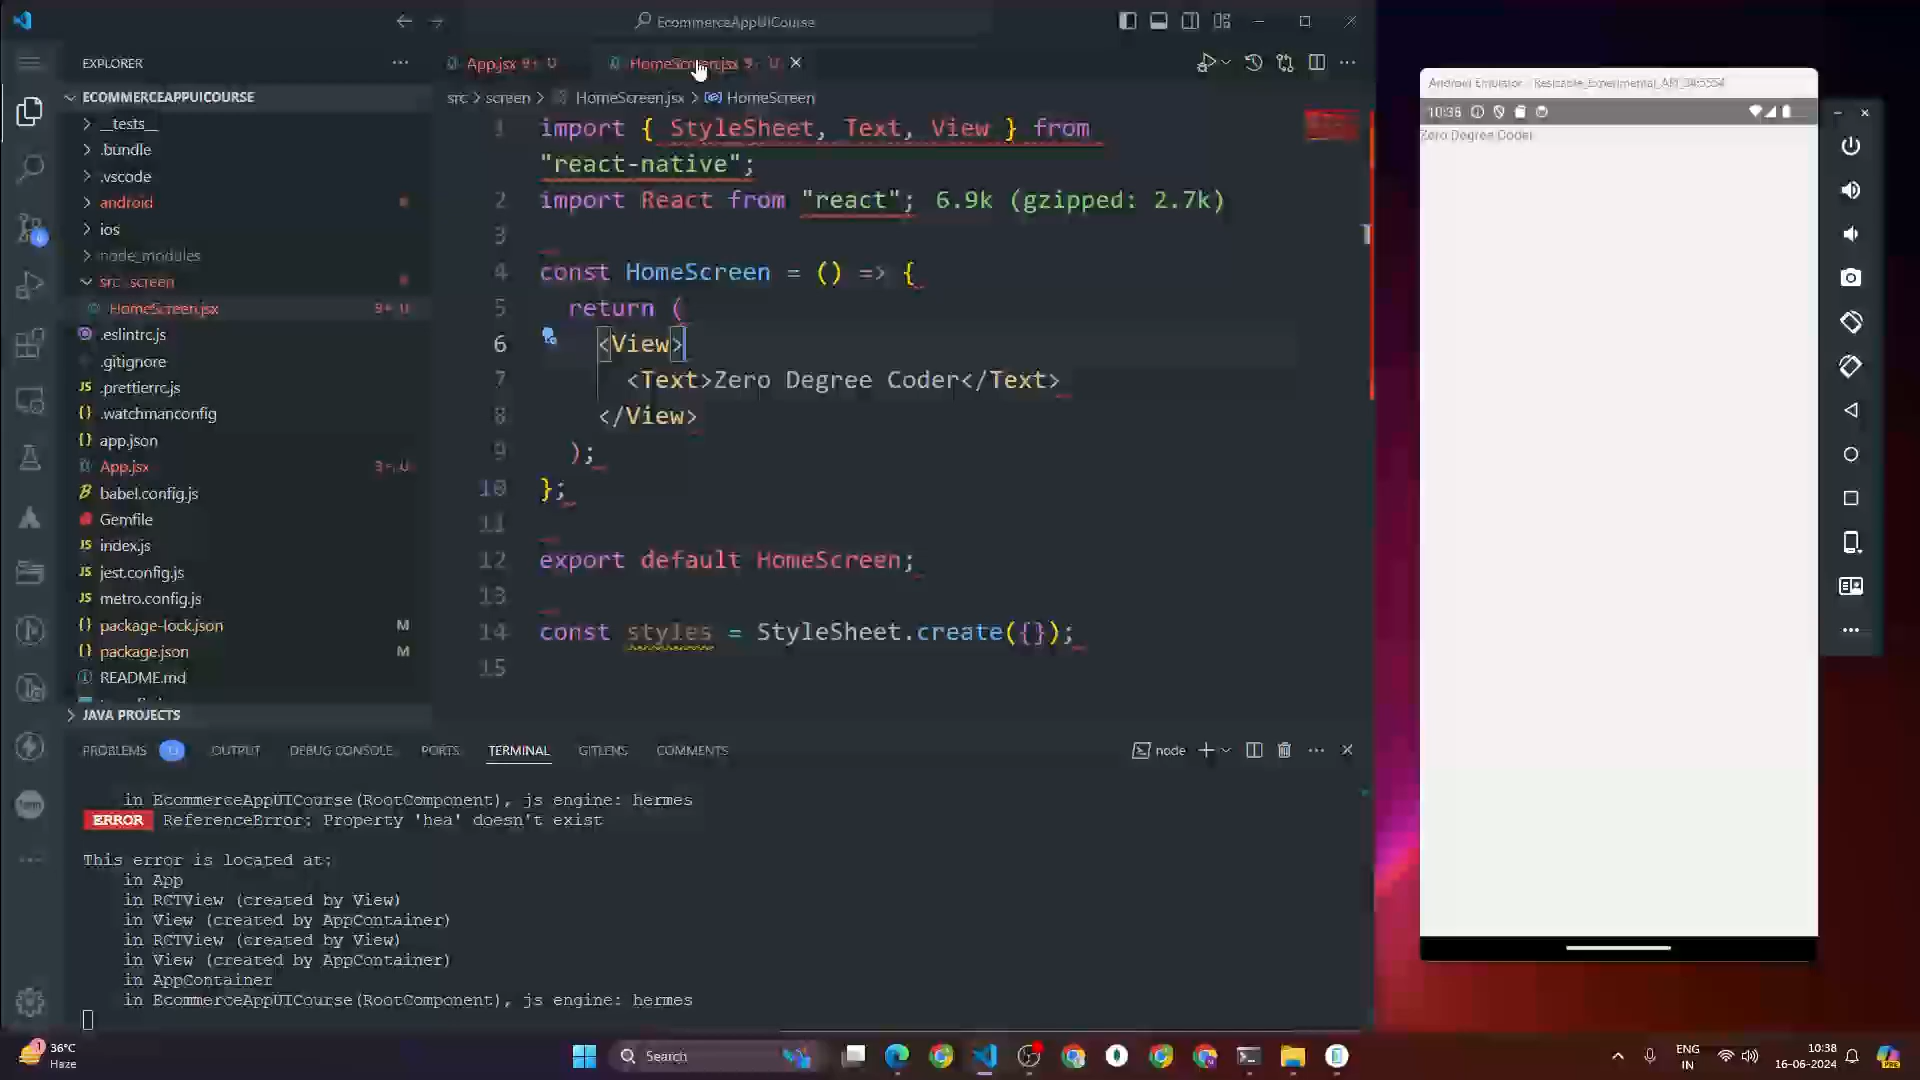 EcommerceAppUICourse
EXPLORER
ECOMMERCEAPPUICOURSE
__tests__
.bundle
.vscode
android
ios
node_modules
src\screen
HomeScreen.jsx 9+, U
.eslintrc.js
.gitignore
JS .prettierrc.js
.watchmanconfig
{} app.json
App.jsx
babel.config.js
Gemfile
JS index.js
JS jest.config.js
JS metro.config.js
{} package-lock.json M
{} package.json M
README.md
JAVA PROJECTS
App.jsx 9+ U
HomeScreen.jsx 9+ U
src > screen > HomeScreen.jsx > HomeScreen
1 import { StyleSheet, Text, View } from
"react-native";
2 import React from "react"; 6.9k (gzipped: 2.7k)
3
4 const HomeScreen = () => {
5 return (
6 <View>
7 <Text>Zero Degree Coder</Text>
8 </View>
9 );
10 };
11
12 export default HomeScreen;
13
14 const styles = StyleSheet.create({});
15
PROBLEMS OUTPUT DEBUG CONSOLE PORTS TERMINAL GITLENS COMMENTS
node
in EcommerceAppUICourse(RootComponent), js engine: hermes
ERROR ReferenceError: Property 'hea' doesn't exist
This error is located at:
in App
in RCTView (created by View)
in View (created by AppContainer)
in RCTView (created by View)
in View (created by AppContainer)
in AppContainer
in EcommerceAppUICourse(RootComponent), js engine: hermes
Android Emulator - Resizable_Experimental_API_34:5554
10:38
Zero Degree Coder
36°C
Haze
Search
ENG
IN
10:38
16-06-2024